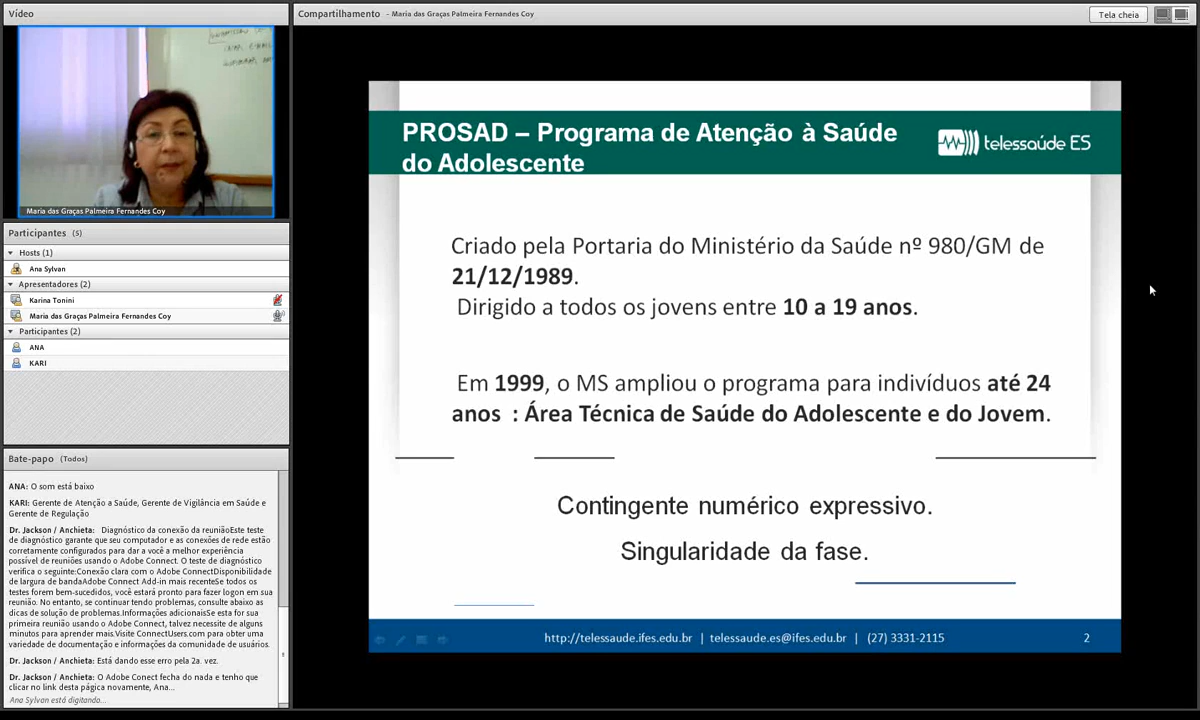 Vídeo
Maria das Graças Palmeira Fernandes Coy
Participantes (5)
Hosts (1)
Ana Sylvan
Apresentadores (2)
Karina Tonini
Maria das Graças Palmeira Fernandes Coy
Participantes (2)
ANA
KARI
Bate-papo (Todos)
ANA: O som está baixo
KARI: Gerente de Atenção a Saúde, Gerente de Vigilância em Saúde e
Gerente de Regulação
Dr. Jackson / Anchieta: Diagnóstico da conexão da reuniãoEste teste
de diagnóstico garante que seu computador e as conexões de rede estão
corretamente configurados para dar a você a melhor experiência
possível de reuniões usando o Adobe Connect. O teste de diagnóstico
verifica o seguinte:Conexão clara com o Adobe ConnectDisponibilidade
de largura de bandaAdobe Connect Add-in mais recenteSe todos os
testes forem bem-sucedidos, você estará pronto para fazer logon em sua
reunião. No entanto, se continuar tendo problemas, consulte abaixo as
dicas de solução de problemas.Informações adicionaisSe esta for sua
primeira reunião usando o Adobe Connect, talvez necessite de alguns
minutos para aprender mais.Visite ConnectUsers.com para obter uma
variedade de documentação e informações da comunidade de usuários.
Dr. Jackson / Anchieta: Está dando esse erro pela 2a. vez.
Dr. Jackson / Anchieta: O Adobe Conect fecha do nada e tenho que
clicar no link desta página novamente, Ana...
Ana Sylvan está digitando...
Compartilhamento - Maria das Graças Palmeira Fernandes Coy
Tela cheia
PROSAD – Programa de Atenção à Saúde
do Adolescente
telessaúde ES
Criado pela Portaria do Ministério da Saúde nº 980/GM de
21/12/1989.
Dirigido a todos os jovens entre 10 a 19 anos.
Em 1999, o MS ampliou o programa para indivíduos até 24
anos : Área Técnica de Saúde do Adolescente e do Jovem.
Contingente numérico expressivo.
Singularidade da fase.
http://telessaude.ifes.edu.br | telessaude.es@ifes.edu.br | (27) 3331-2115
2